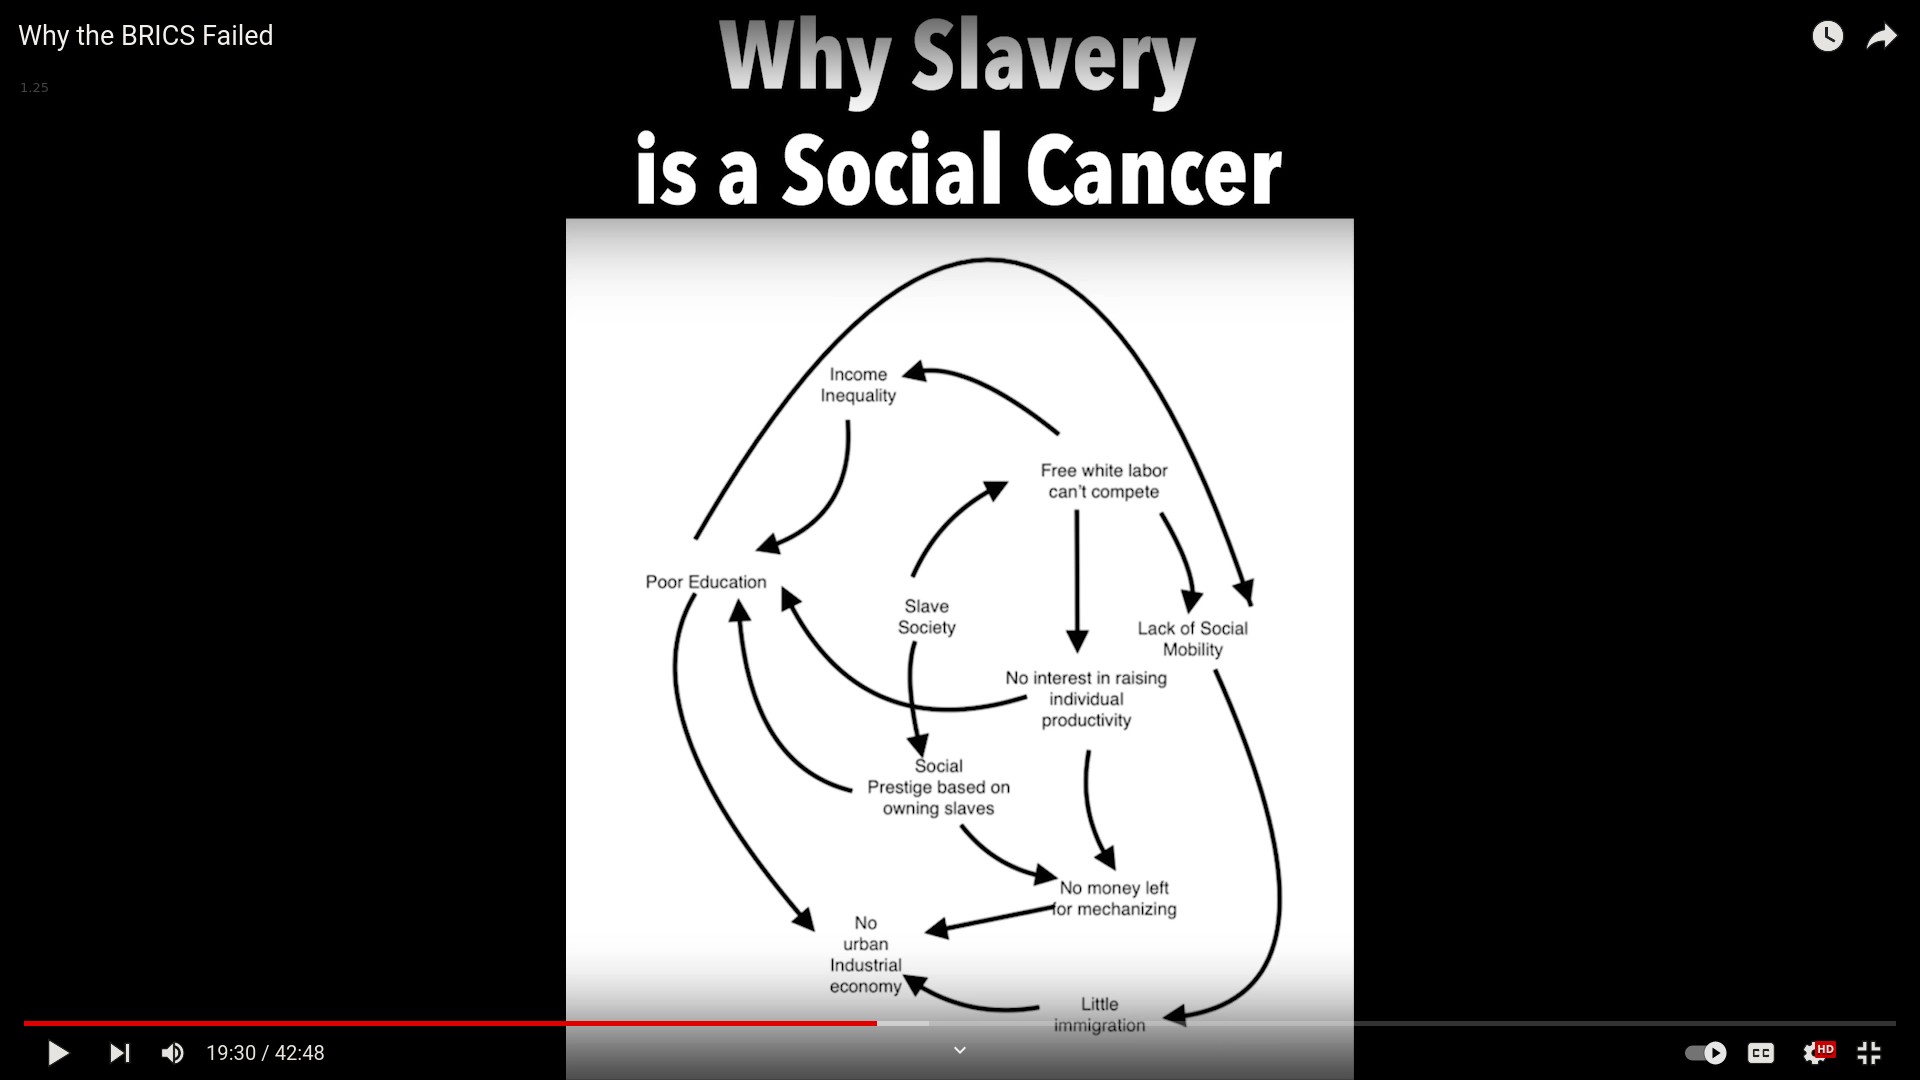 Why the BRICS Failed
1.25
Why Slavery
is a Social Cancer
Income
Inequality
Free white labor
can't compete
Poor Education
Slave
Society
Lack of Social
Mobility
No interest in raising
individual
productivity
Social
Prestige based on
owning slaves
No money left
for mechanizing
No
urban
Industrial
economy
Little
immigration
19:30 / 42:48
CC
HD